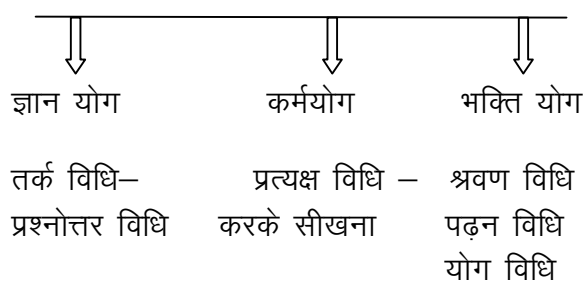 ज्ञान योग कर्मयोग भक्ति योग
तर्क विधि– प्रत्यक्ष विधि – श्रवण विधि
प्रश्नोत्तर विधि करके सीखना पढ़न विधि
योग विधि